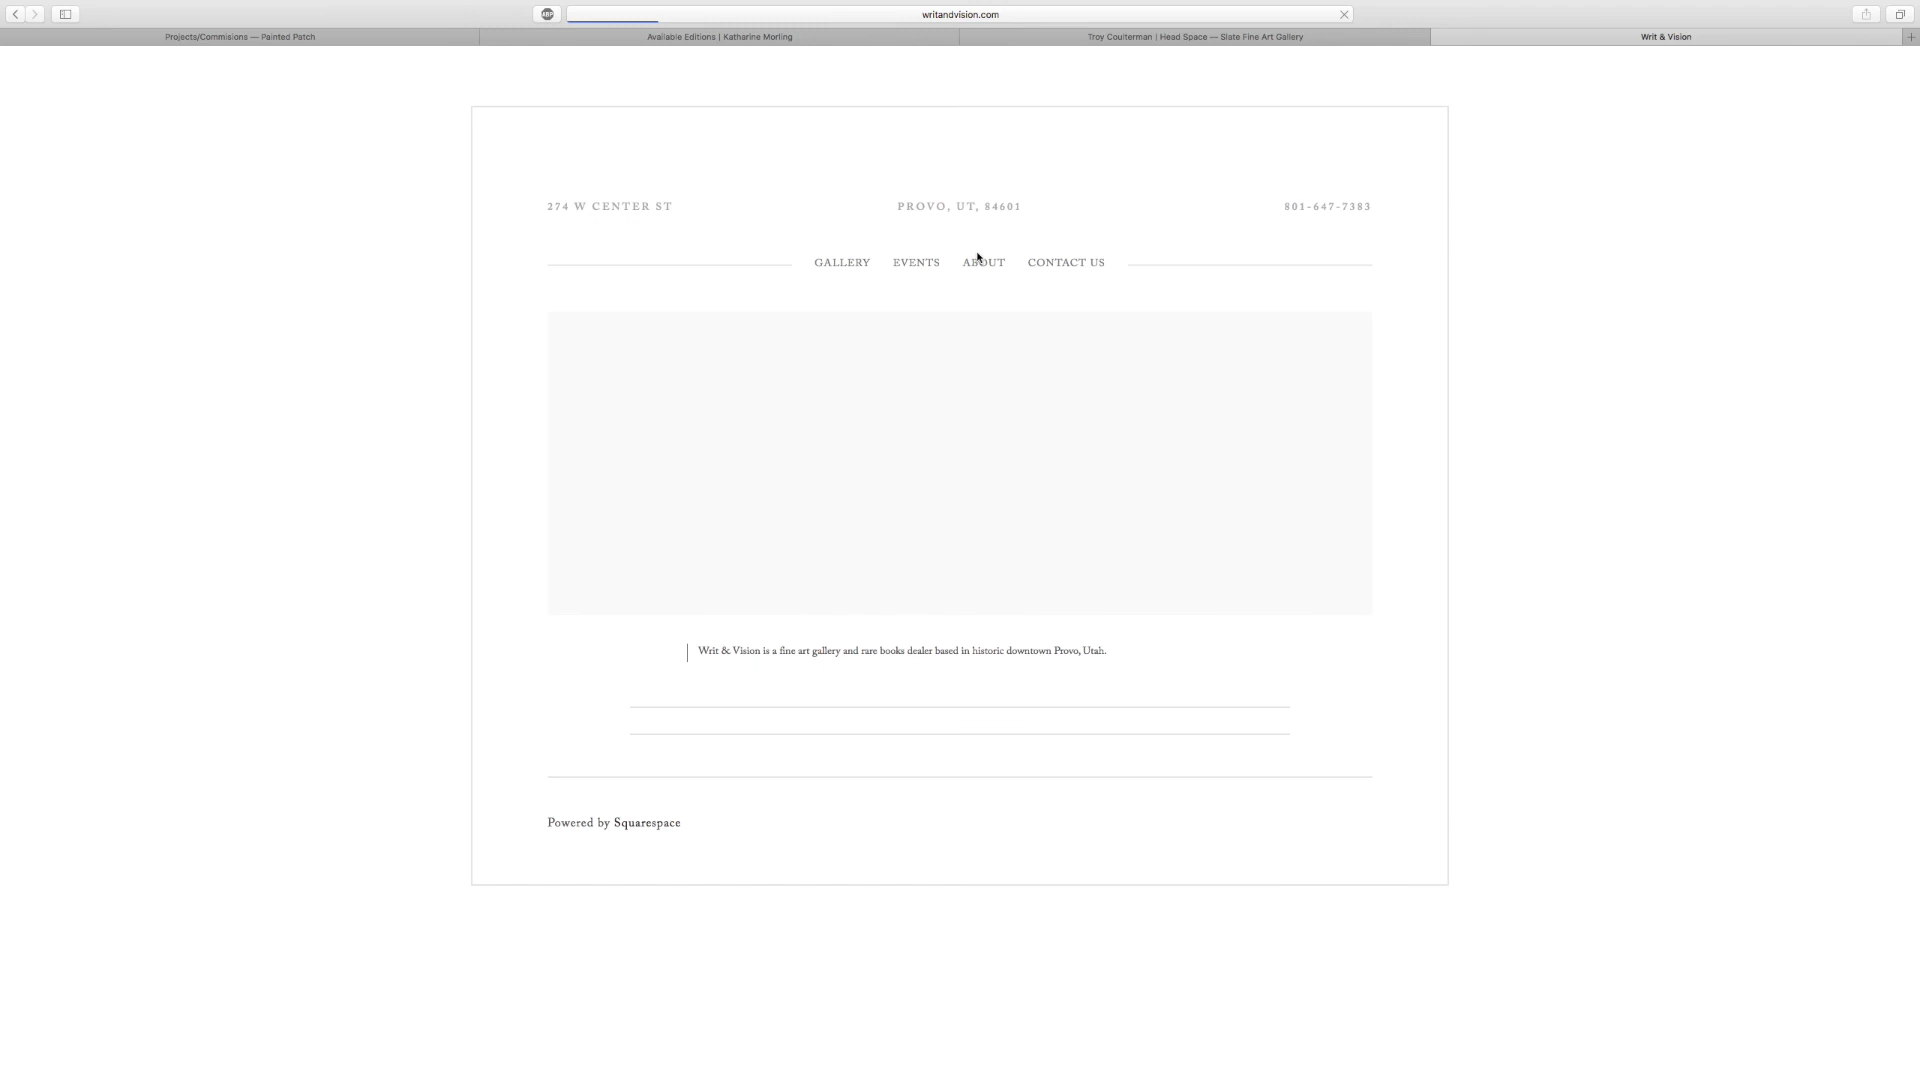 ABP
writandvision.com
Projects/Commisions — Painted Patch
Available Editions | Katharine Morling
Troy Coulterman | Head Space — Slate Fine Art Gallery
Writ & Vision
274 W CENTER ST
PROVO, UT, 84601
801-647-7383
GALLERY EVENTS ABOUT CONTACT US
Writ & Vision is a fine art gallery and rare books dealer based in historic downtown Provo, Utah.
Powered by Squarespace